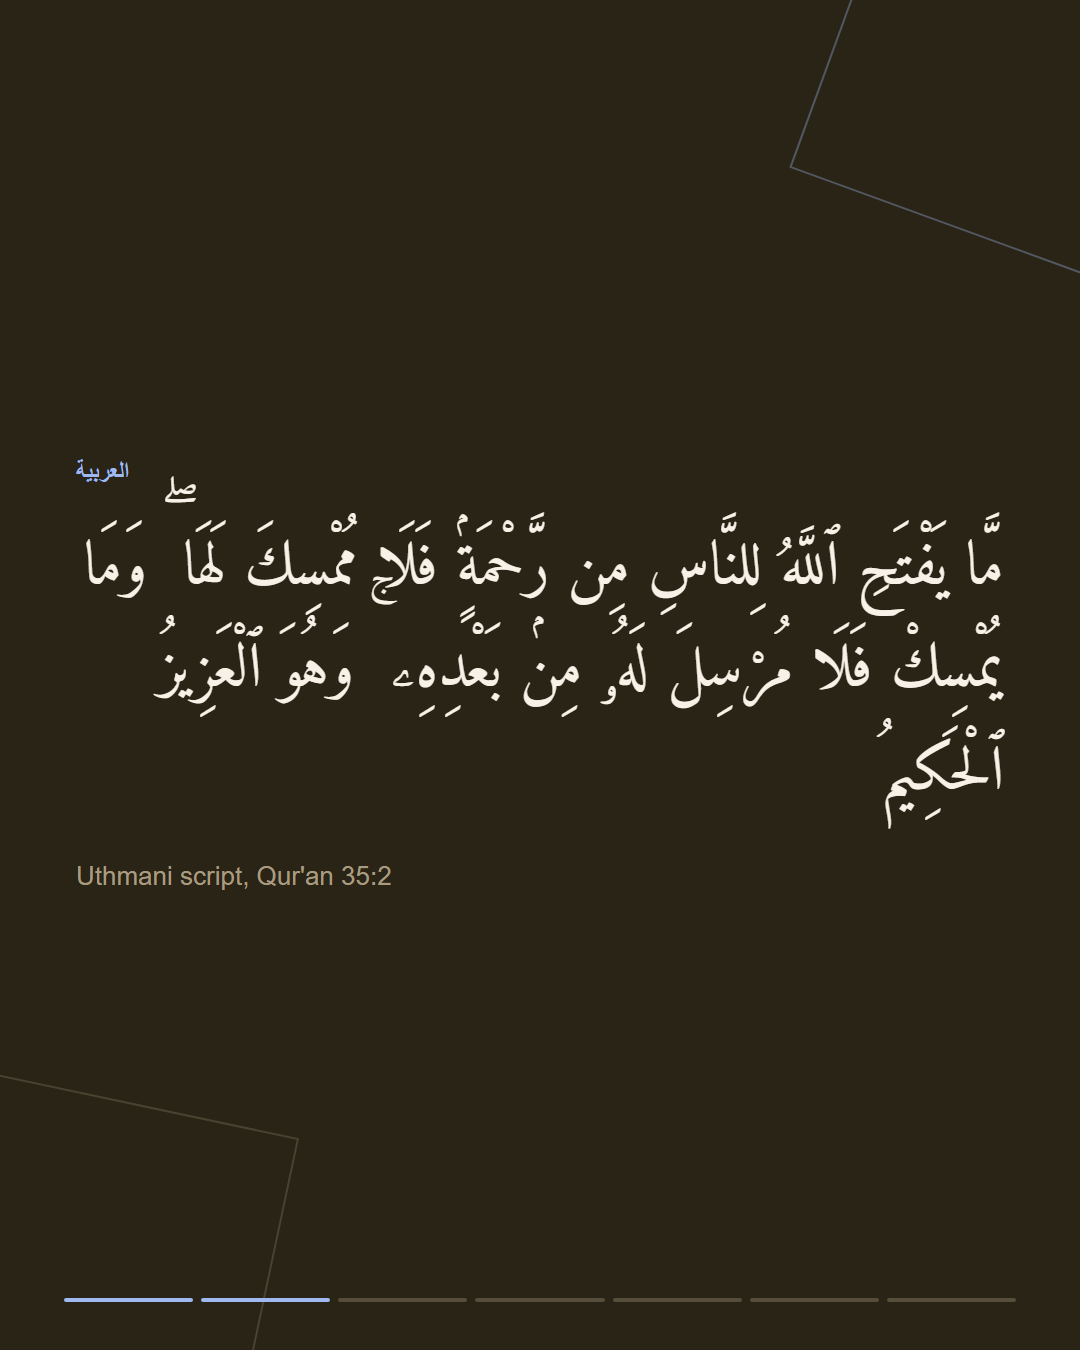 العربية
مَّا يَفْتَحِ ٱللَّهُ لِلنَّاسِ مِن رَّحْمَةٍۢ فَلَا مُمْسِكَ لَهَا ۖ وَمَا
يُمْسِكْ فَلَا مُرْسِلَ لَهُۥ مِنۢ بَعْدِهِۦ ۚ وَهُوَ ٱلْعَزِيزُ
ٱلْحَكِيمُ
Uthmani script, Qur'an 35:2